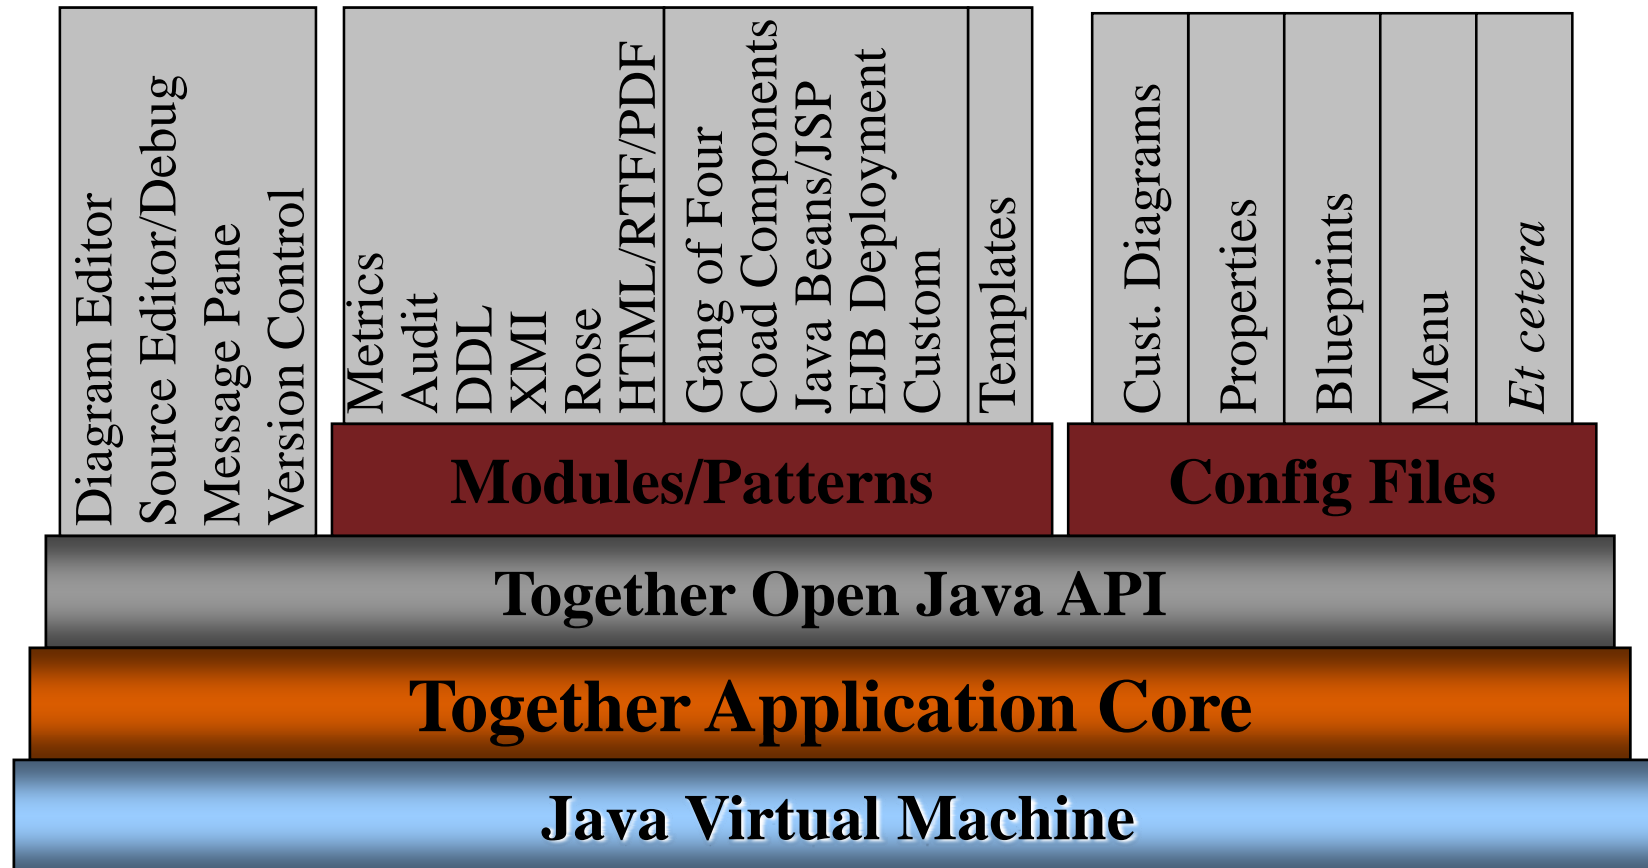 Diagram Editor
Source Editor/Debug
Message Pane
Version Control
Metrics
Audit
DDL
XMI
Rose
HTML/RTF/PDF
Gang of Four
Coad Components
Java Beans/JSP
EJB Deployment
Custom
Templates
Cust. Diagrams
Properties
Blueprints
Menu
Et cetera
Modules/Patterns
Config Files
Together Open Java API
Together Application Core
Java Virtual Machine